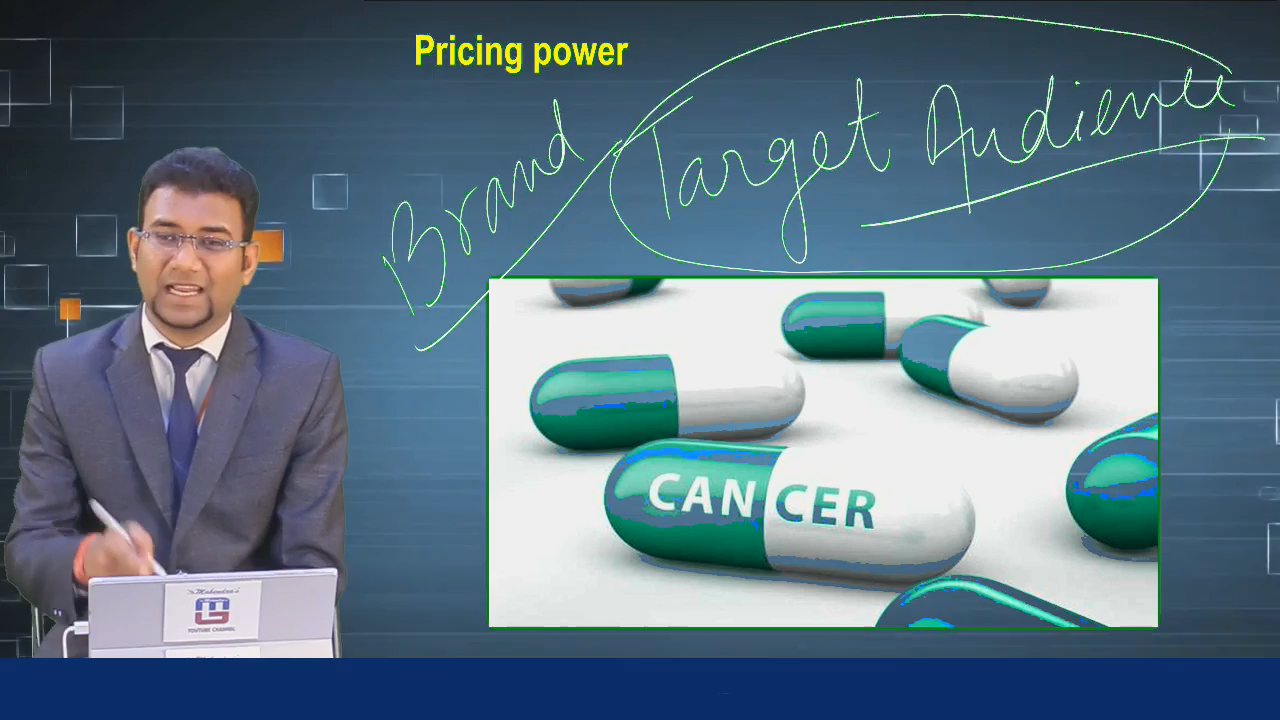 Pricing power
Brand
Target Audience
CANCER
Mahendra's
YOUTUBE CHANNEL